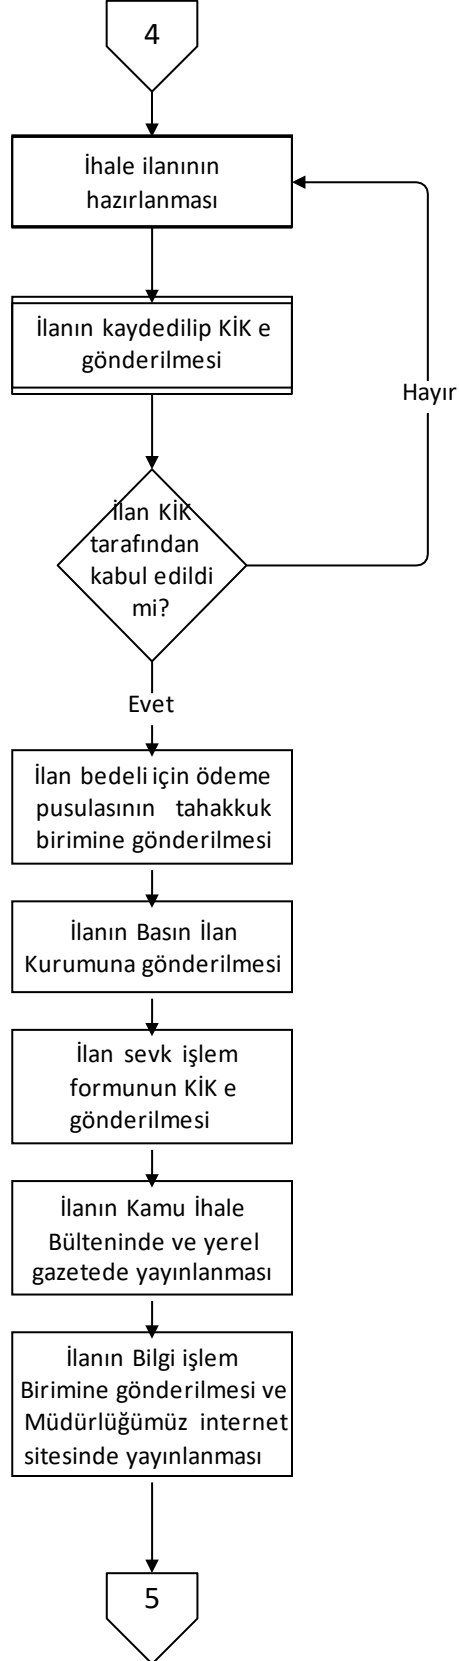 4
İhale ilanının
hazırlanması
İlanın kaydedilip KİK e
gönderilmesi
Hayır
İlan KİK
tarafından
kabul edildi
mi?
Evet
İlan bedeli için ödeme
pusulasının tahakkuk
birimine gönderilmesi
İlanın Basın İlan
Kurumuna gönderilmesi
İlan sevk işlem
formunun KİK e
gönderilmesi
İlanın Kamu İhale
Bülteninde ve yerel
gazetede yayınlanması
İlanın Bilgi işlem
Birimine gönderilmesi ve
Müdürlüğümüz internet
sitesinde yayınlanması
5